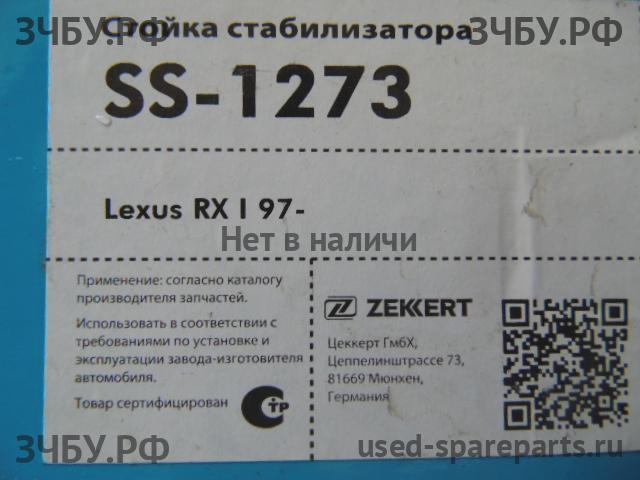 ЗЧБУ.РФ
ЗЧБУ.РФ
Стойка стабилизатора
SS-1273
Lexus RX I 97-
Нет в наличи
Применение: согласно каталогу
производителя запчастей.
Использовать в соответствии с
требованиями по установке и
эксплуатации завода-изготовителя
автомобиля.
Товар сертифицирован
СТР
ZEKKERT
Цеккерт ГмбХ,
Цеппелинштрассе 73,
81669 Мюнхен,
Германия
ЗЧБУ.РФ
used-spareparts.ru